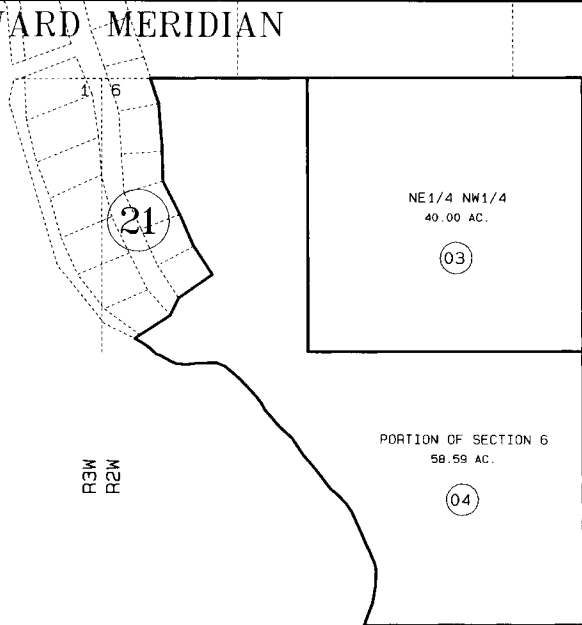 ARD MERIDIAN
1 6
21
NE1/4 NW1/4
40.00 AC.
03
PORTION OF SECTION 6
58.59 AC.
04
R3W
R2W